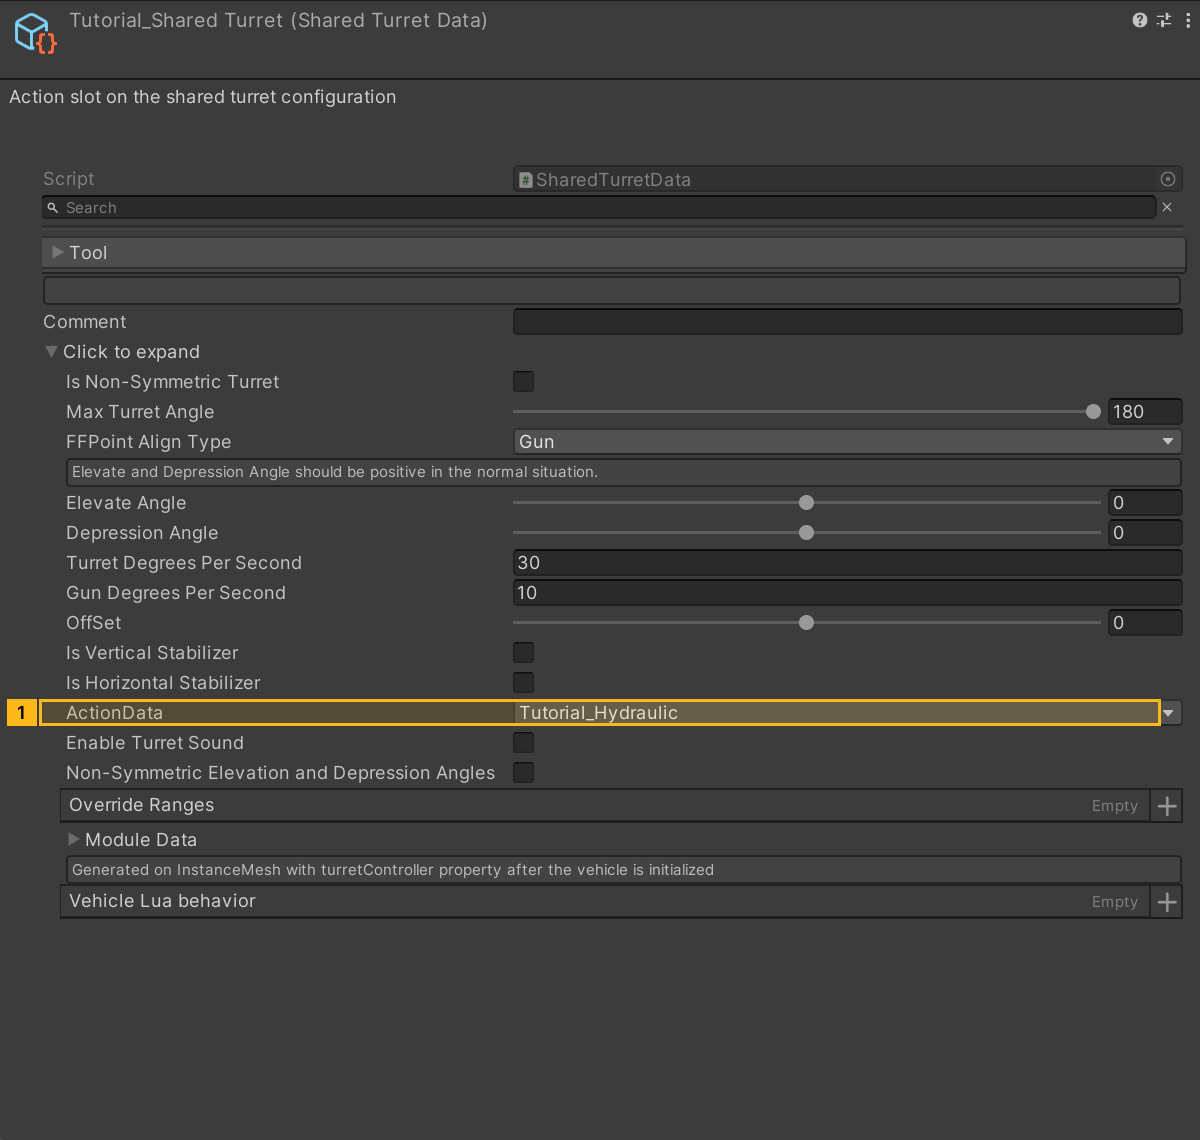 Tutorial_Shared Turret (Shared Turret Data)
Action slot on the shared turret configuration
Script # SharedTurretData
Search
Tool
Comment
Click to expand
Is Non-Symmetric Turret
Max Turret Angle 180
FFPoint Align Type Gun
Elevate and Depression Angle should be positive in the normal situation.
Elevate Angle 0
Depression Angle 0
Turret Degrees Per Second 30
Gun Degrees Per Second 10
OffSet 0
Is Vertical Stabilizer
Is Horizontal Stabilizer
1 ActionData Tutorial_Hydraulic
Enable Turret Sound
Non-Symmetric Elevation and Depression Angles
Override Ranges Empty
Module Data
Generated on InstanceMesh with turretController property after the vehicle is initialized
Vehicle Lua behavior Empty